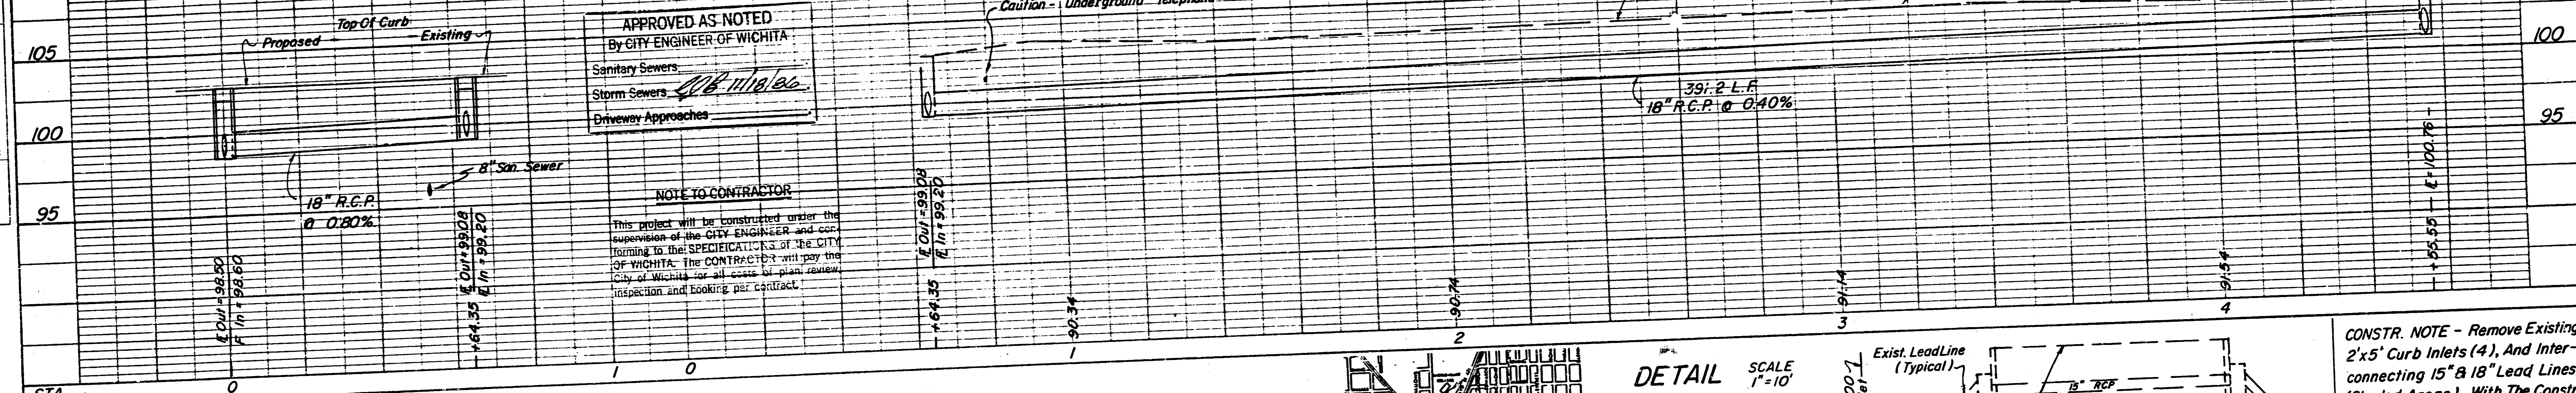 105
100
95
Top Of Curb
Proposed
Existing
8" San. Sewer
18" R.C.P.
@ 0.80%
Out = 98.50
In = 98.60
+64.35
Out = 99.08
In = 99.20
APPROVED AS NOTED
By CITY ENGINEER OF WICHITA
Sanitary Sewers
Storm Sewers 11/18/86
Driveway Approaches
NOTE TO CONTRACTOR
This project will be constructed under the
supervision of the CITY ENGINEER and con-
forming to the SPECIFICATIONS of the CITY
OF WICHITA. The CONTRACTOR will pay the
City of Wichita for all costs of plan review,
inspection and booking per contract.
Caution - Underground Telephone
391.2 L.F.
18" R.C.P. @ 0.40%
+64.35
Out = 99.08
In = 99.20
90.34
90.74
91.14
91.54
+55.55
= 100.76
100
95
STA.
0
1
0
1
2
3
4
DETAIL
SCALE
1"=10'
Exist. Lead Line
(Typical)
15" RCP
CONSTR. NOTE - Remove Existing
2'x5' Curb Inlets (4), And Inter-
connecting 15" & 18" Lead Lines